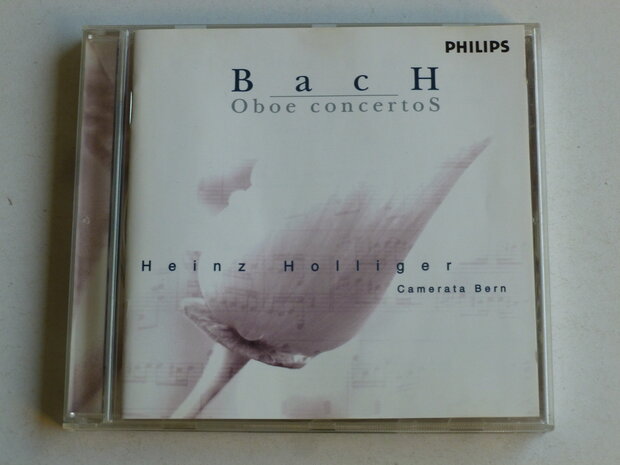 PHILIPS
BacH
Oboe concertoS
Heinz Holliger
Camerata Bern